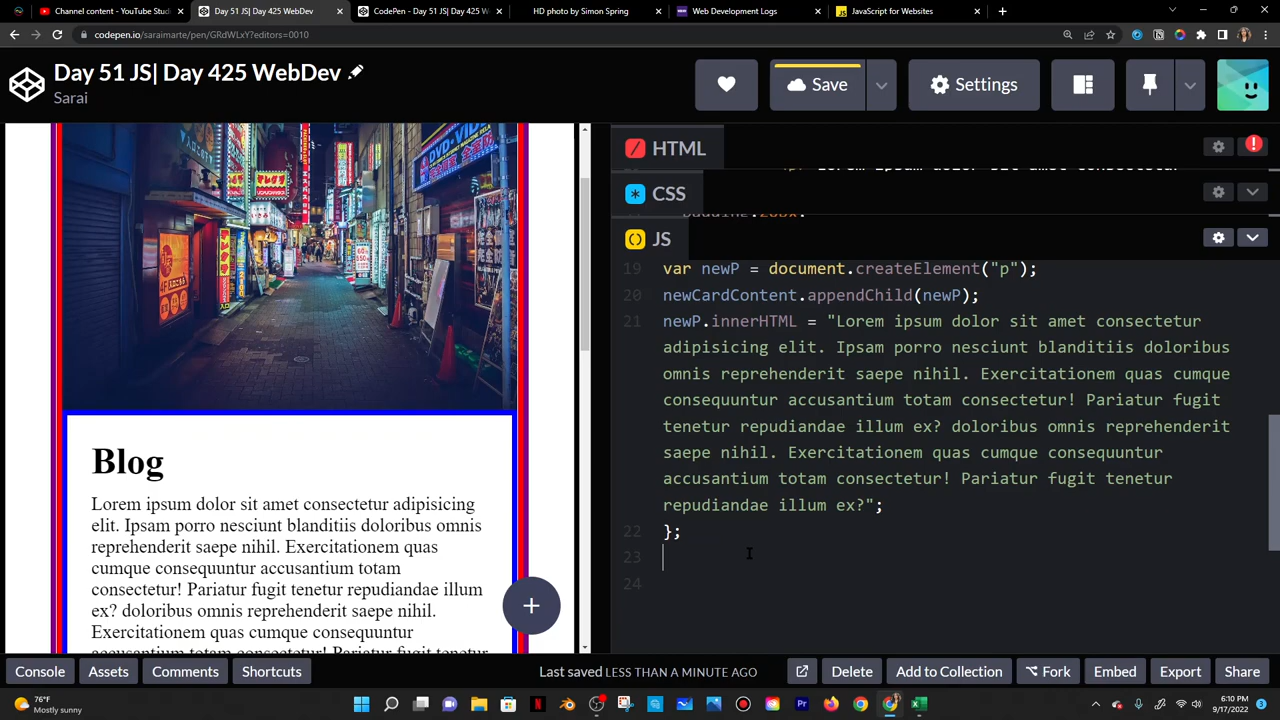 Channel content - YouTube Studi
Day 51 JS| Day 425 WebDev
CodePen - Day 51 JS| Day 425 W
HD photo by Simon Spring
Web Development Logs
JavaScript for Websites
codepen.io/saraimarte/pen/GRdWLxY?editors=0010
Day 51 JS| Day 425 WebDev
Sarai
Save
Settings
HTML
CSS
JS
19 var newP = document.createElement("p");
20 newCardContent.appendChild(newP);
21 newP.innerHTML = "Lorem ipsum dolor sit amet consectetur
adipisicing elit. Ipsam porro nesciunt blanditiis doloribus
omnis reprehenderit saepe nihil. Exercitationem quas cumque
consequuntur accusantium totam consectetur! Pariatur fugit
tenetur repudiandae illum ex? doloribus omnis reprehenderit
saepe nihil. Exercitationem quas cumque consequuntur
accusantium totam consectetur! Pariatur fugit tenetur
repudiandae illum ex?";
22 };
23
24
DVD・VIDEO
Blog
Lorem ipsum dolor sit amet consectetur adipisicing
elit. Ipsam porro nesciunt blanditiis doloribus omnis
reprehenderit saepe nihil. Exercitationem quas
cumque consequuntur accusantium totam
consectetur! Pariatur fugit tenetur repudiandae illum
ex? doloribus omnis reprehenderit saepe nihil.
Exercitationem quas cumque consequuntur
accusantium totam consectetur! Pariatur fugit tenetur
+
Console
Assets
Comments
Shortcuts
Last saved LESS THAN A MINUTE AGO
Delete
Add to Collection
Fork
Embed
Export
Share
76°F
Mostly sunny
6:10 PM
9/17/2022